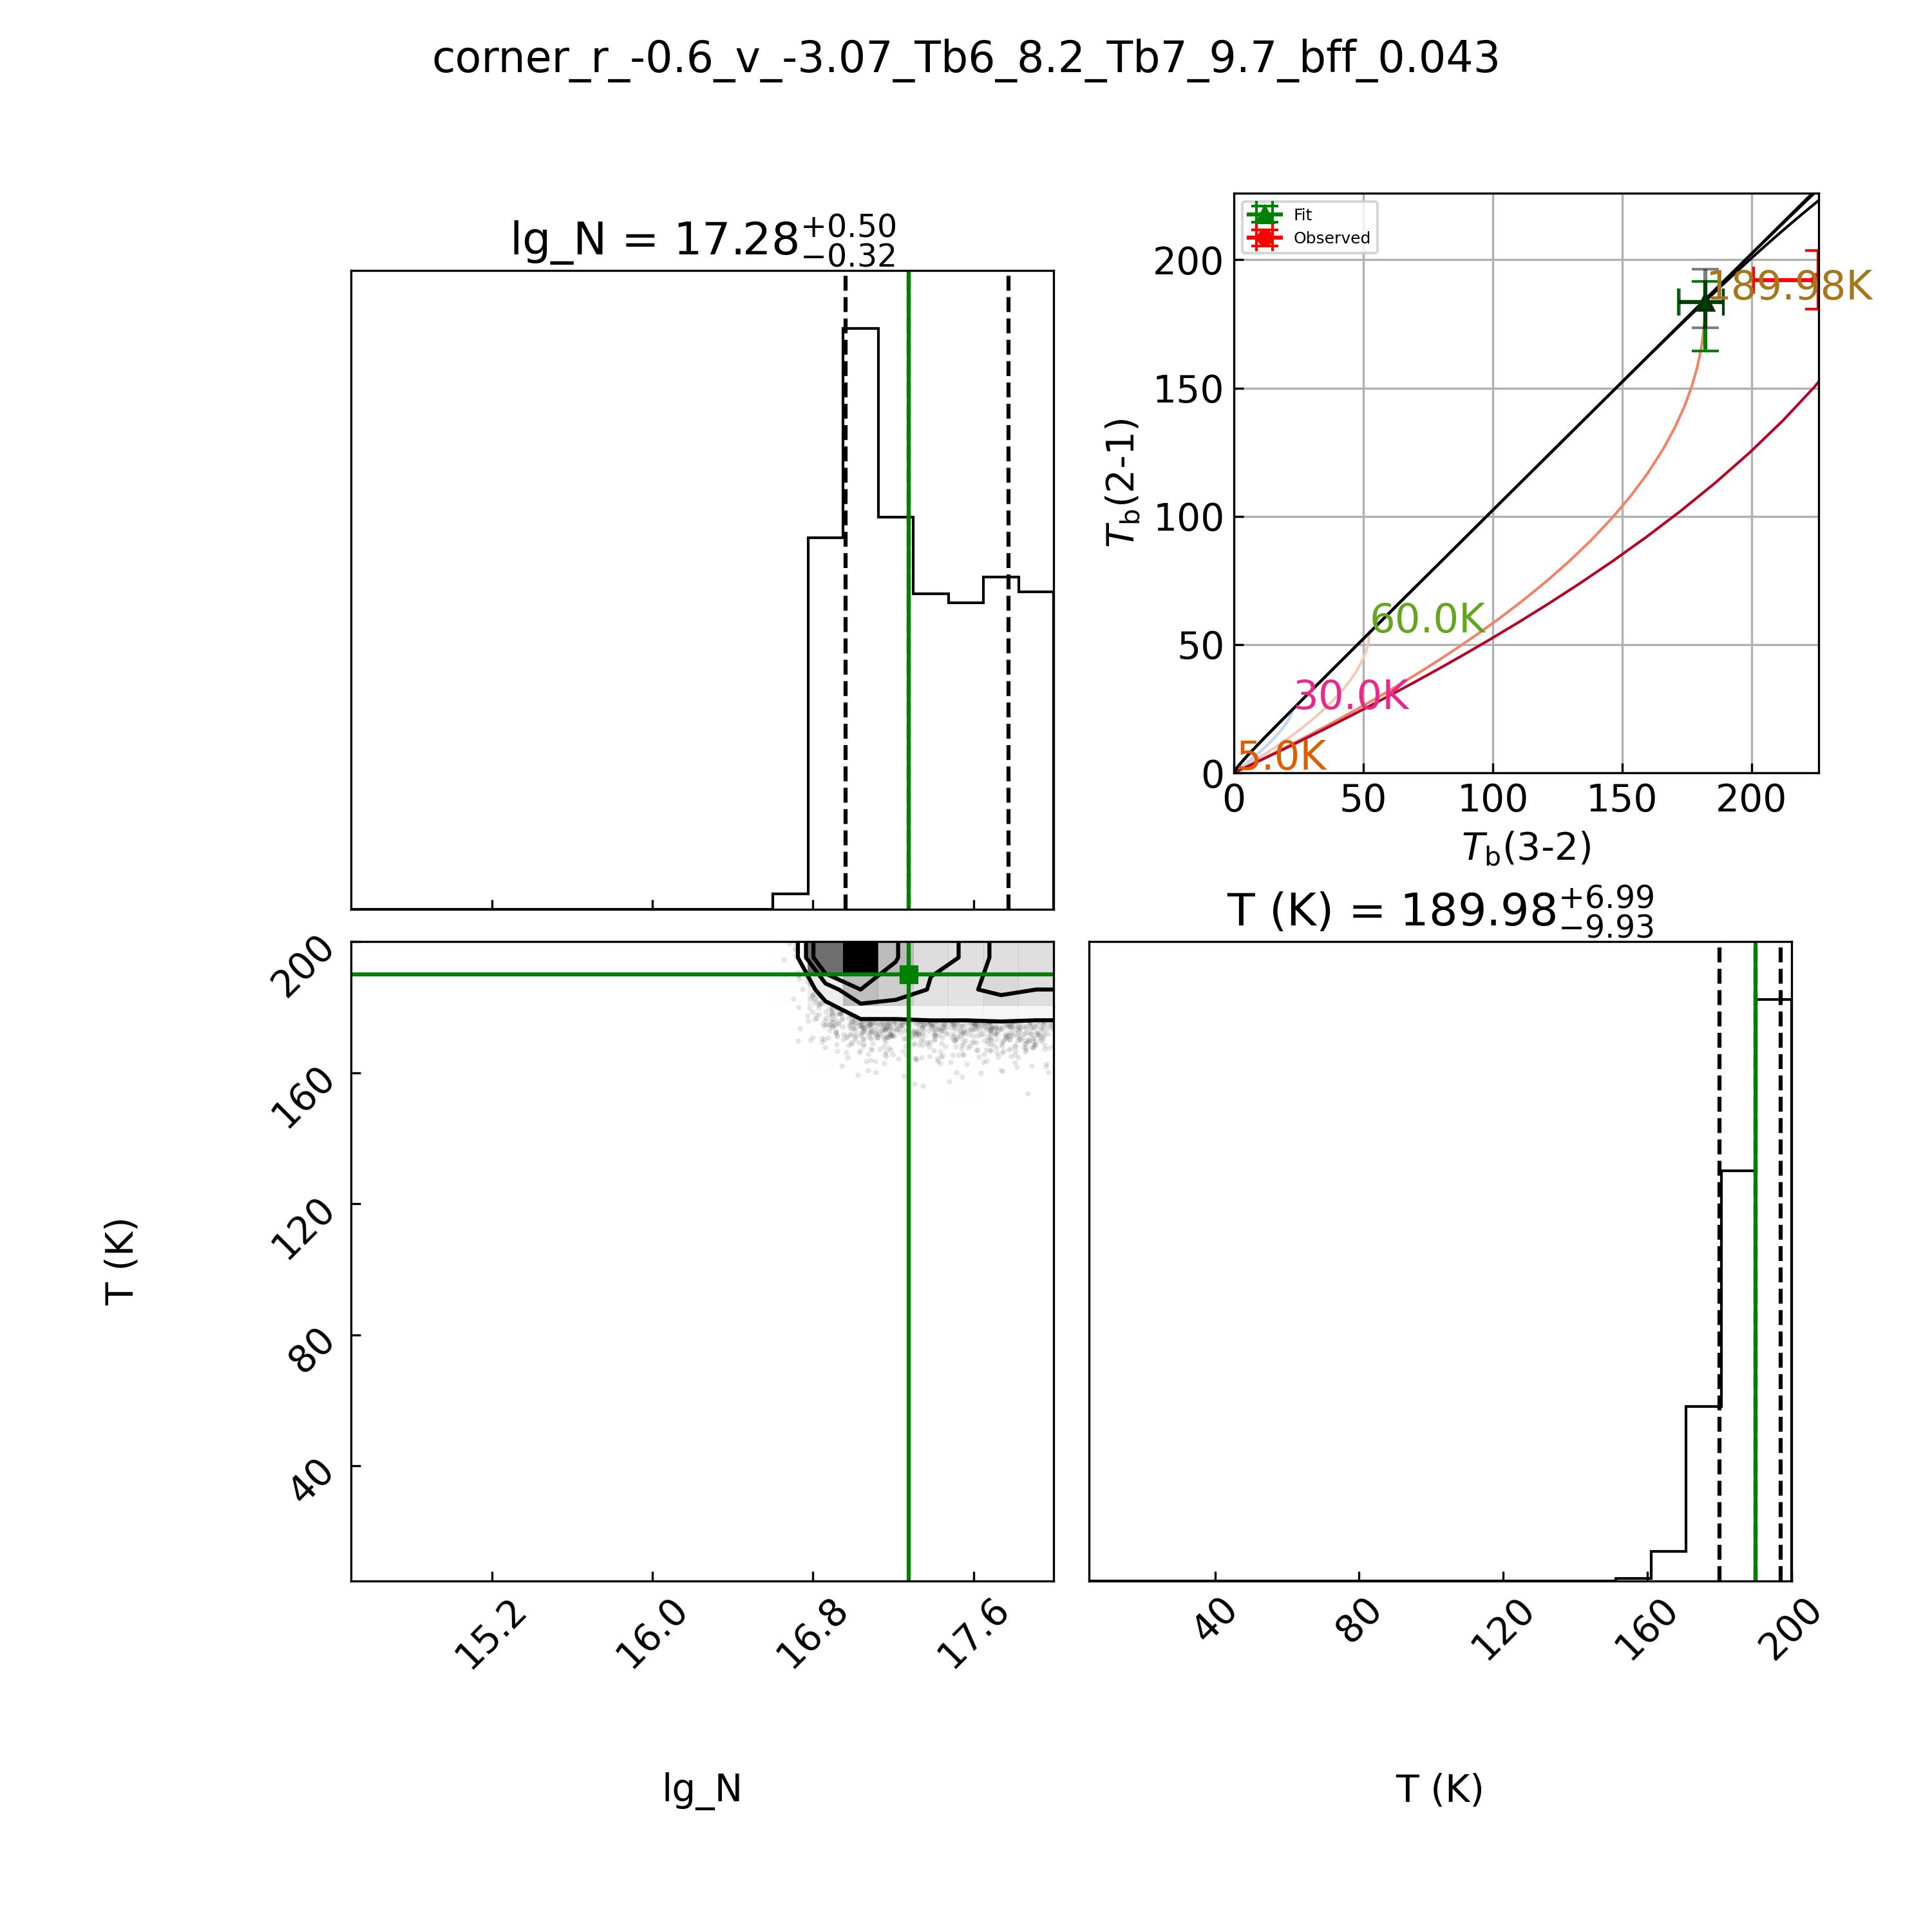 corner_r_-0.6_v_-3.07_Tb6_8.2_Tb7_9.7_bff_0.043
lg_N = 17.28+0.50−0.32
Fit
Observed
200
150
100
50
0
Tb(2-1)
189.98K
60.0K
30.0K
5.0K
0 50 100 150 200
Tb(3-2)
T (K) = 189.98+6.99−9.93
200
160
120
80
40
T (K)
15.2 16.0 16.8 17.6
lg_N
40 80 120 160 200
T (K)